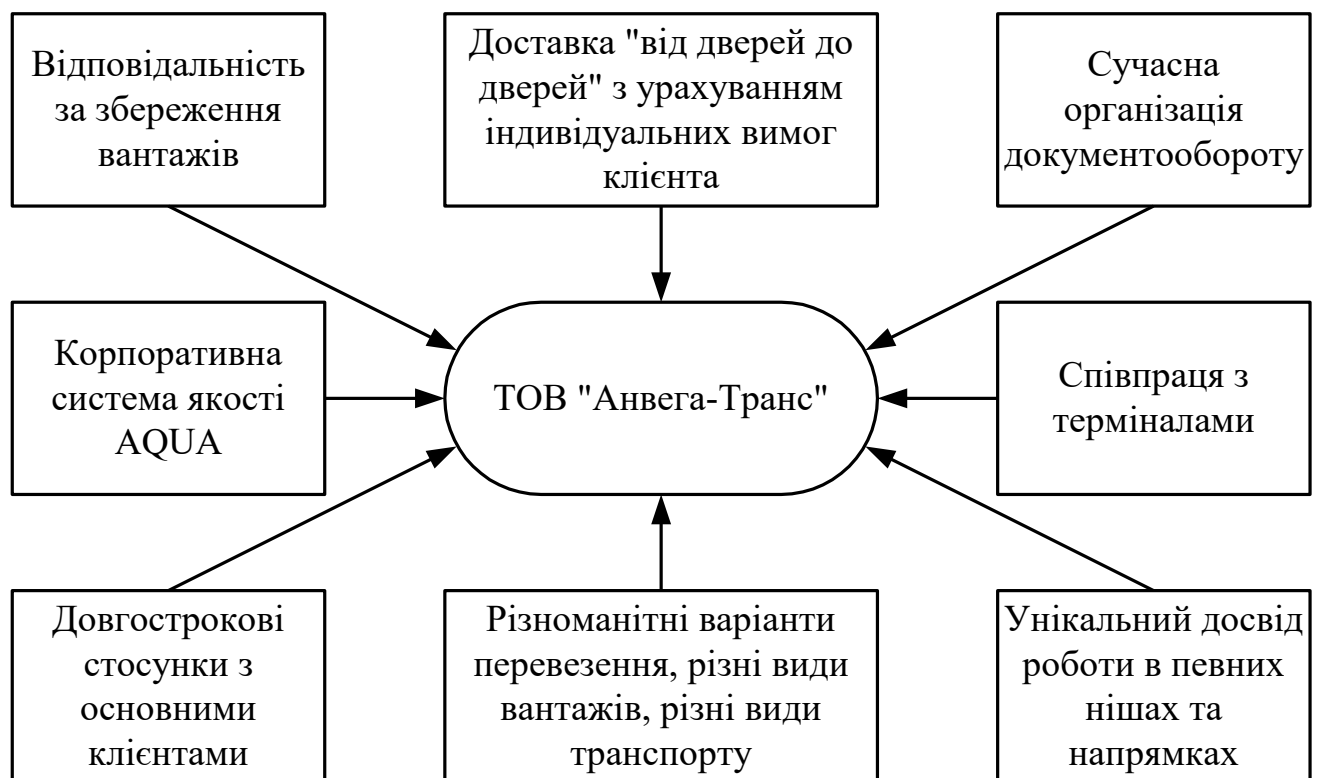 Відповідальність
за збереження
вантажів
Доставка "від дверей до
дверей" з урахуванням
індивідуальних вимог
клієнта
Сучасна
організація
документообороту
Корпоративна
система якості
AQUA
ТОВ "Анвега-Транс"
Співпраця з
терміналами
Довгострокові
стосунки з
основними
клієнтами
Різноманітні варіанти
перевезення, різні види
вантажів, різні види
транспорту
Унікальний досвід
роботи в певних
нішах та
напрямках